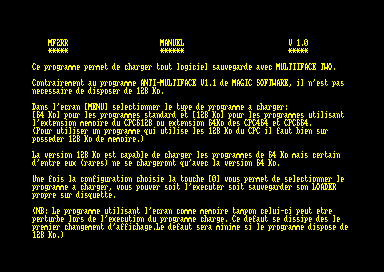 MF2RR MANUEL V 1.0
***** ****** *****
Ce programme permet de charger tout logiciel sauvegarde avec MULTIFACE TWO.
Contrairement au programme ANTI-MULTIFACE V1.1 de MAGIC SOFTWARE, il n'est pas
necessaire de disposer de 128 Ko.
Dans l'ecran [MENU] selectionner le type de programme a charger:
[64 Ko] pour les programmes standard et [128 Ko] pour les programmes utilisant
l'extension memoire du CPC6128 ou extension 64Ko des CPC464 et CPC664.
(Pour utiliser un programme qui utilise les 128 Ko du CPC il faut bien sur
posseder 128 Ko de memoire.)
La version 128 Ko est capable de charger les programmes de 64 Ko mais certain
d'entre eux (rares) ne se chargeront qu'avec la version 64 Ko.
Une fois la configuration choisie la touche [0] vous permet de selectionner le
programme a charger, vous pouver soit l'executer soit sauvegarder son LOADER
propre sur disquette.
(NB: Le programme utilisant l'ecran comme memoire tampon celui-ci peut etre
perturbe lors de l'execution du programme charge. Ce defaut se dissipe des le
premier changement d'affichage.Le defaut sera minime si le programme dispose de
128 Ko.)